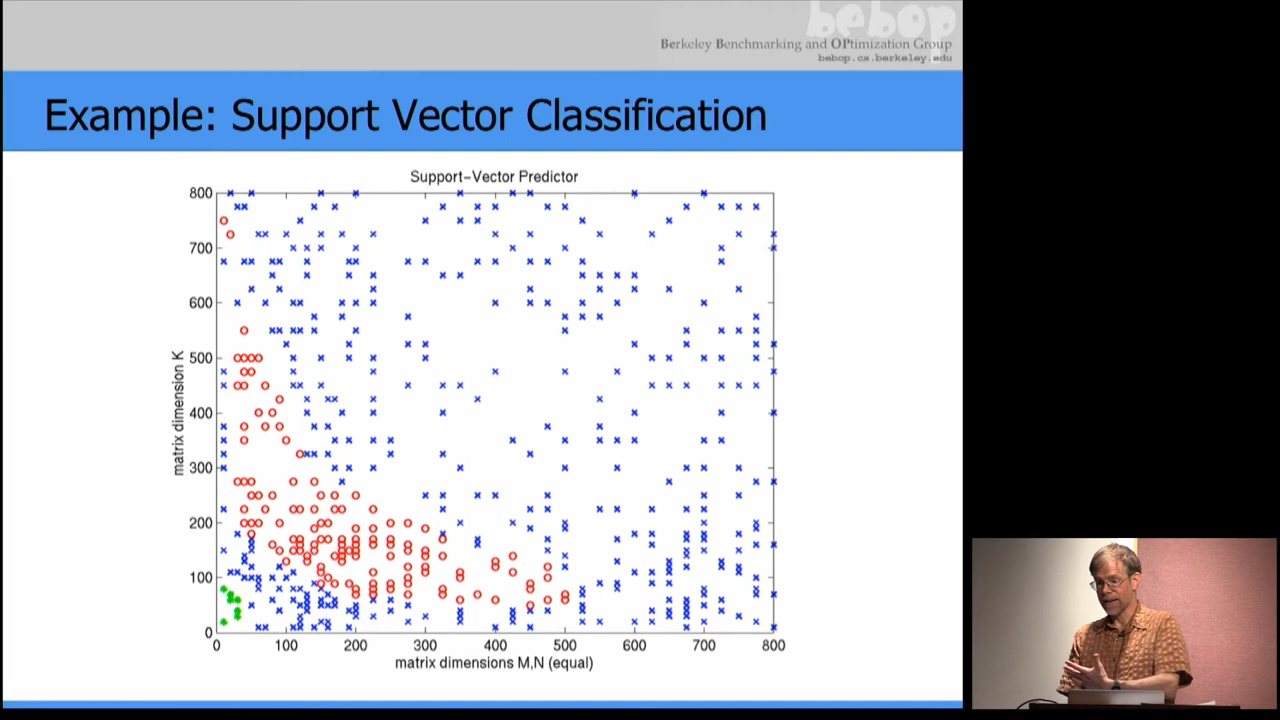 bebop
Berkeley Benchmarking and OPtimization Group
bebop.cs.berkeley.edu
Example: Support Vector Classification
Support-Vector Predictor
800
700
600
500
400
300
200
100
0
matrix dimension K
0 100 200 300 400 500 600 700 800
matrix dimensions M,N (equal)